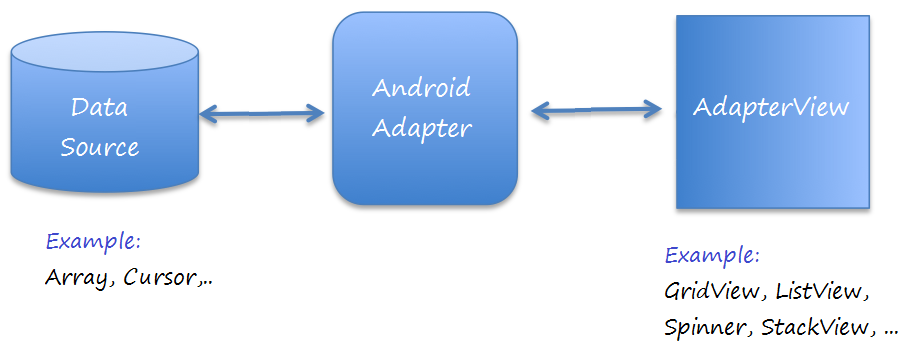 Data
Source
Android
Adapter
AdapterView
Example:
Array, Cursor,..
Example:
GridView, ListView,
Spinner, StackView, ...